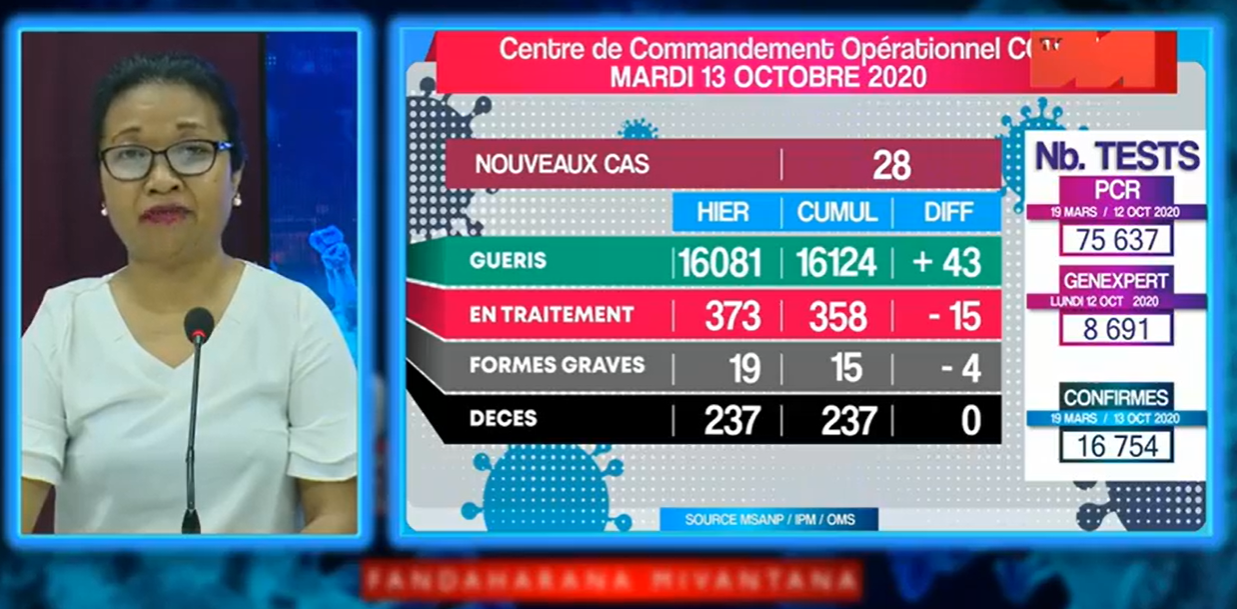 Centre de Commandement Opérationnel
MARDI 13 OCTOBRE 2020
NOUVEAUX CAS 28
HIER CUMUL DIFF
GUERIS 16081 16124 + 43
EN TRAITEMENT 373 358 - 15
FORMES GRAVES 19 15 - 4
DECES 237 237 0
Nb. TESTS
PCR
19 MARS / 12 OCT 2020
75 637
GENEXPERT
LUNDI 12 OCT 2020
8 691
CONFIRMES
19 MARS / 13 OCT 2020
16 754
SOURCE MSANP / IPM / OMS
FANDAHARANA MIVANTANA